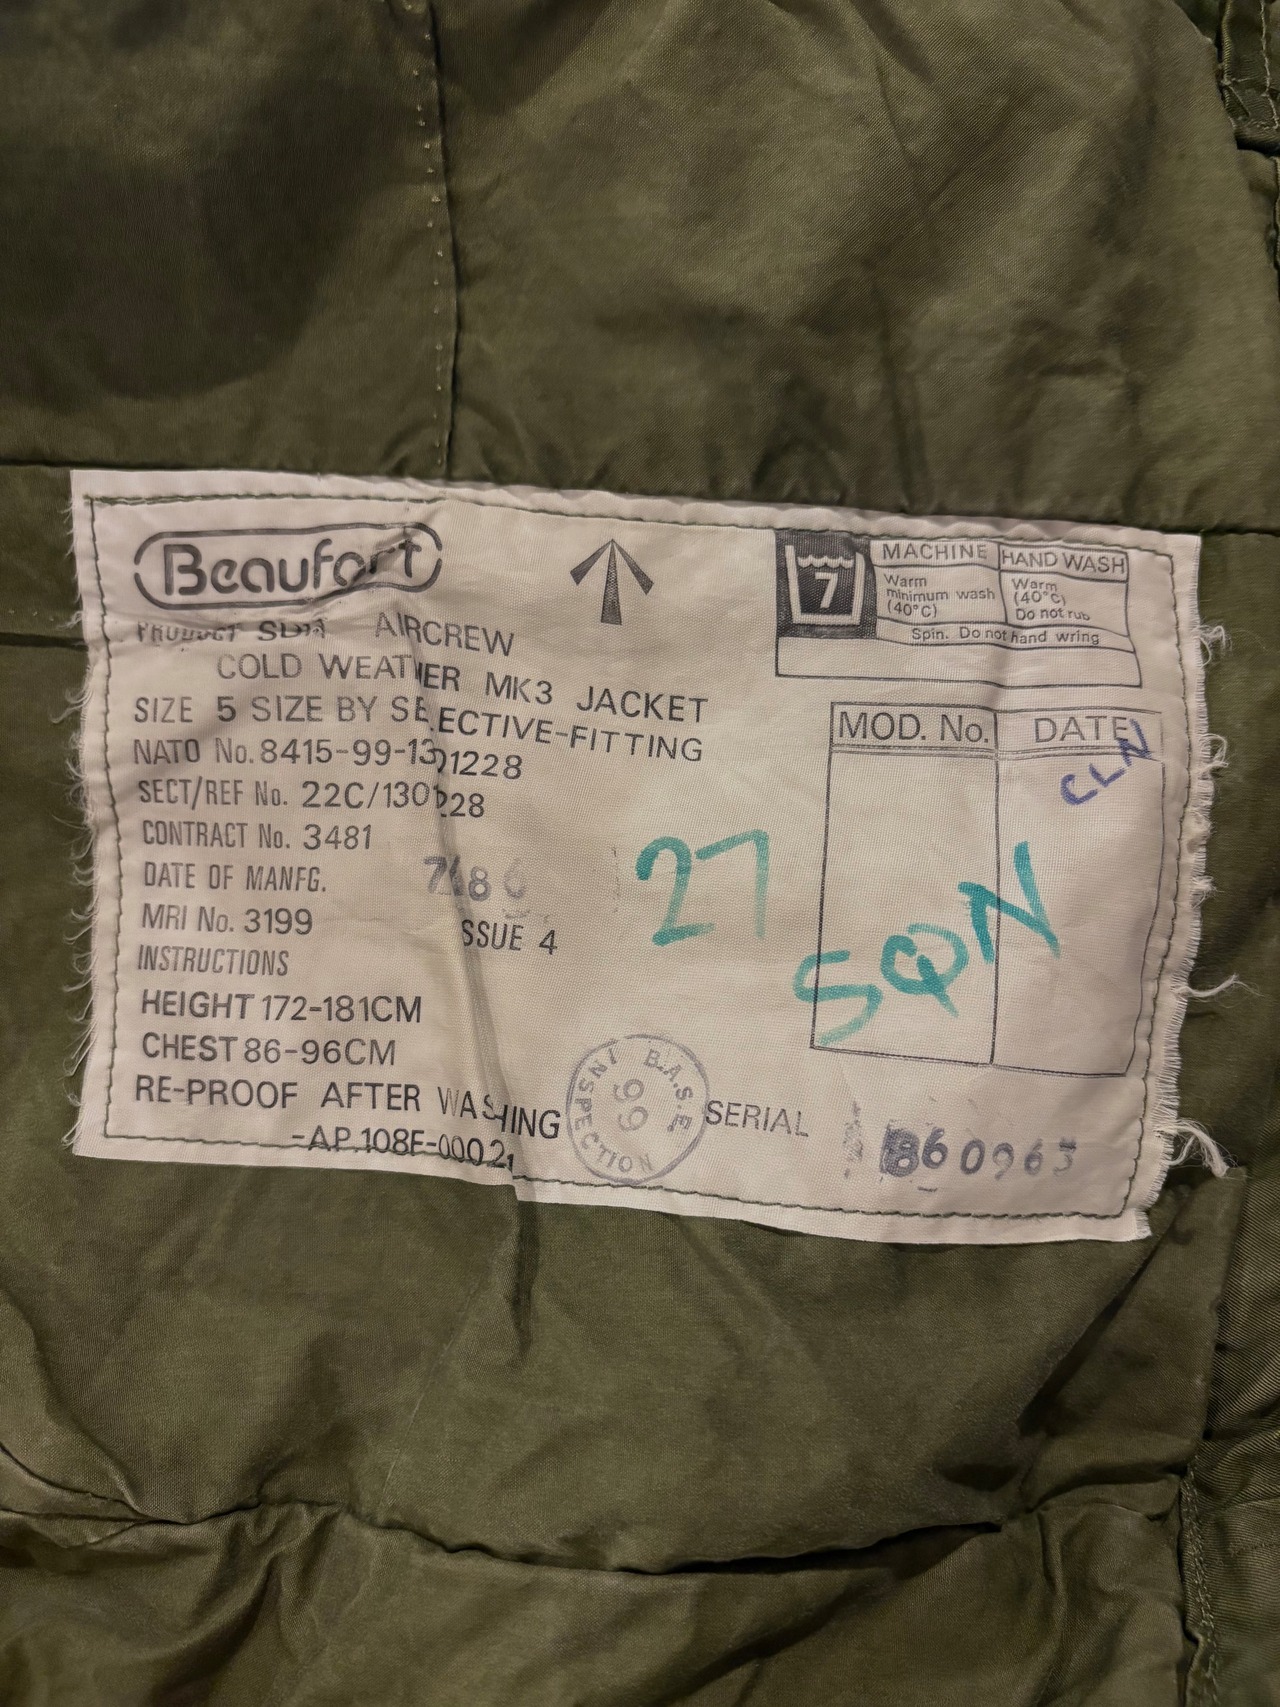 Beaufort
AIRCREW
COLD WEATHER MK3 JACKET
SIZE 5 SIZE BY SELECTIVE-FITTING
NATO No. 8415-99-1301228
SECT/REF No. 22C/1301228
CONTRACT No. 3481
DATE OF MANFG.
MRI No. 3199
ISSUE 4
INSTRUCTIONS
HEIGHT 172-181CM
CHEST 86-96CM
RE-PROOF AFTER WASHING
-AP.108F-0002,
7
MACHINE
Warm
minimum wash
(40°C)
HAND WASH
Warm
(40°C)
Do not rub
Spin. Do not hand wring
MOD. No.
DATE
CLN
27
SQN
B.A.S.E.
INSPECTION
99
SERIAL
860963